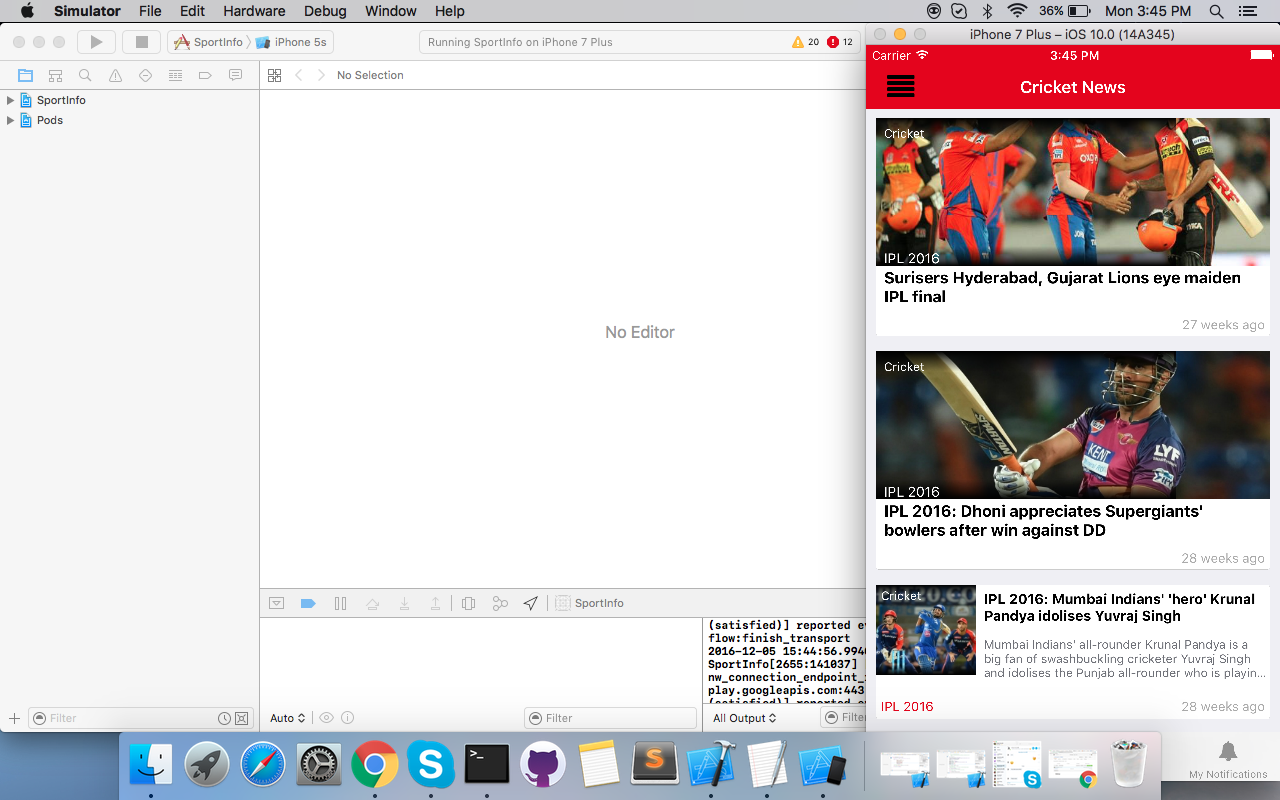 Simulator File Edit Hardware Debug Window Help 36% Mon 3:45 PM
SportInfo iPhone 5s Running SportInfo on iPhone 7 Plus 20 12
No Selection
SportInfo
Pods
No Editor
SportInfo
(satisfied)] reported
flow:finish_transport
2016-12-05 15:44:56.994
SportInfo[2655:141037]
play.googleapis.com:443
Filter
Auto
Filter
All Output
Filter
iPhone 7 Plus – iOS 10.0 (14A345)
Carrier 3:45 PM
Cricket News
Cricket
OXIGEN
IPL 2016
Surisers Hyderabad, Gujarat Lions eye maiden
IPL final
27 weeks ago
Cricket
SPARTAN
KENT
LYF
IPL 2016
IPL 2016: Dhoni appreciates Supergiants'
bowlers after win against DD
28 weeks ago
Cricket
IPL 2016: Mumbai Indians' 'hero' Krunal
Pandya idolises Yuvraj Singh
Mumbai Indians' all-rounder Krunal Pandya is a
big fan of swashbuckling cricketer Yuvraj Singh
and idolises the Punjab all-rounder who is playin...
IPL 2016
28 weeks ago
My Notifications